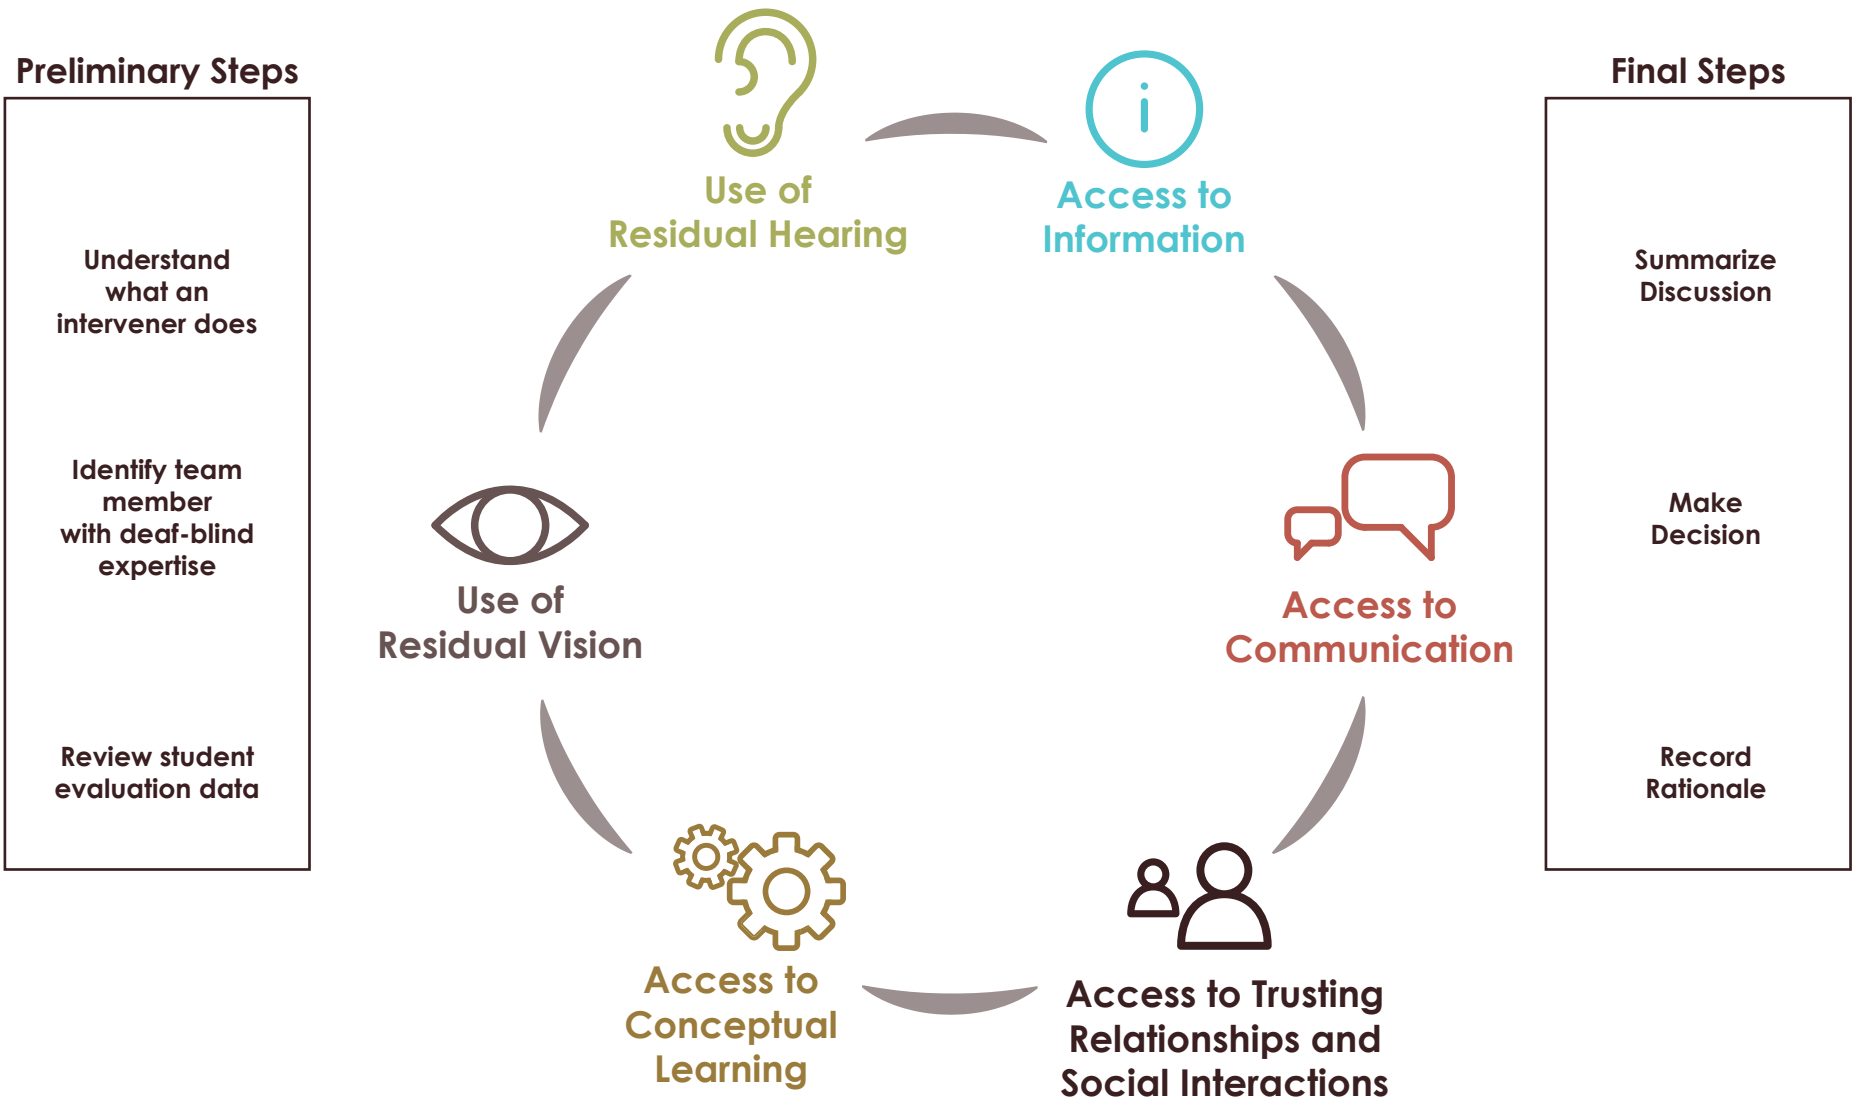 Preliminary Steps
Understand
what an
intervener does
Identify team
member
with deaf-blind
expertise
Review student
evaluation data
Use of
Residual Hearing
i
Access to
Information
Use of
Residual Vision
Access to
Communication
Access to
Conceptual
Learning
Access to Trusting
Relationships and
Social Interactions
Final Steps
Summarize
Discussion
Make
Decision
Record
Rationale